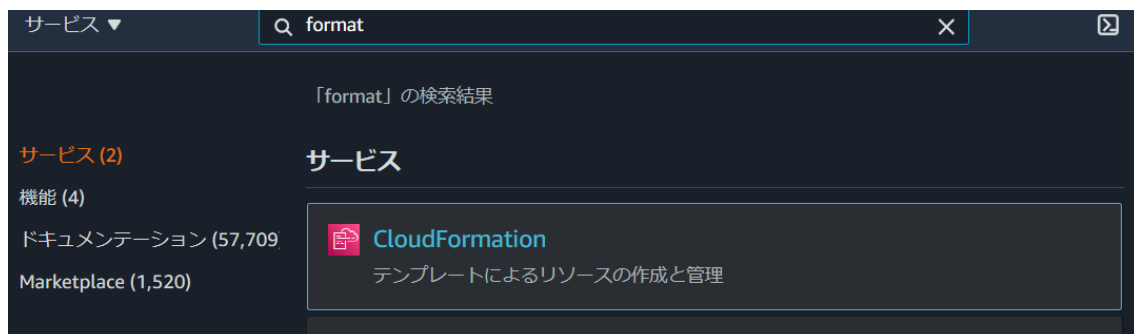 サービス ▼
format
「format」の検索結果
サービス (2)
機能 (4)
ドキュメンテーション (57,709
Marketplace (1,520)
サービス
CloudFormation
テンプレートによるリソースの作成と管理